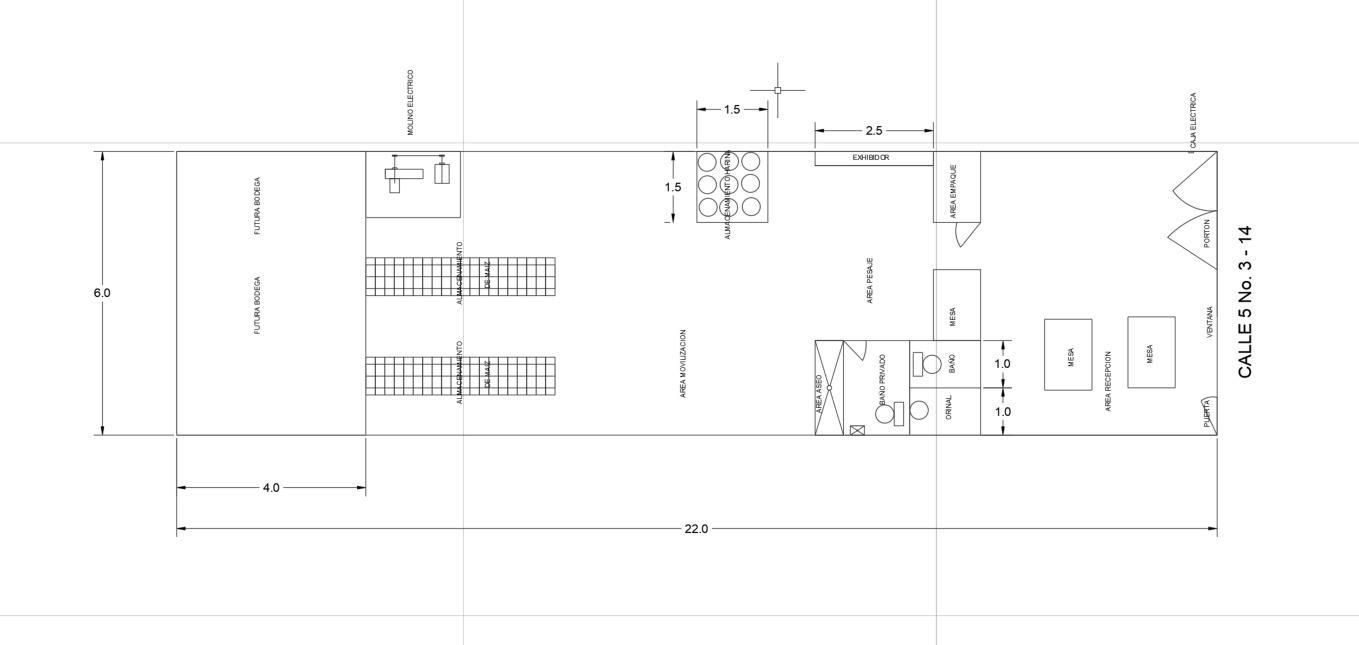 MOLINO ELECTRICO
CAJA ELECTRICA
1.5
2.5
EXHIBIDOR
1.5
ALMACENAMIENTO HARINA
AREA EMPAQUE
FUTURA BODEGA
FUTURA BODEGA
6.0
ALMACENAMIENTO
DE MAIZ
ALMACENAMIENTO
DE MAIZ
AREA MOVILIZACION
AREA PESAJE
MESA
AREA ASEO
BAÑO PRIVADO
BAÑO
ORINAL
1.0
1.0
MESA
AREA RECEPCION
MESA
PORTON
VENTANA
PUERTA
CALLE 5 No. 3 - 14
4.0
22.0